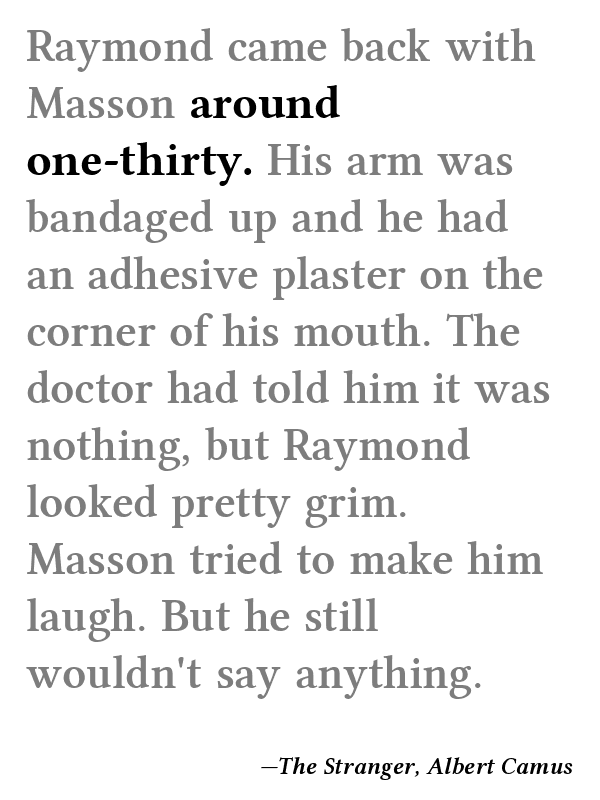 Raymond came back with
Masson around
one-thirty. His arm was
bandaged up and he had
an adhesive plaster on the
corner of his mouth. The
doctor had told him it was
nothing, but Raymond
looked pretty grim.
Masson tried to make him
laugh. But he still
wouldn't say anything.
—The Stranger, Albert Camus